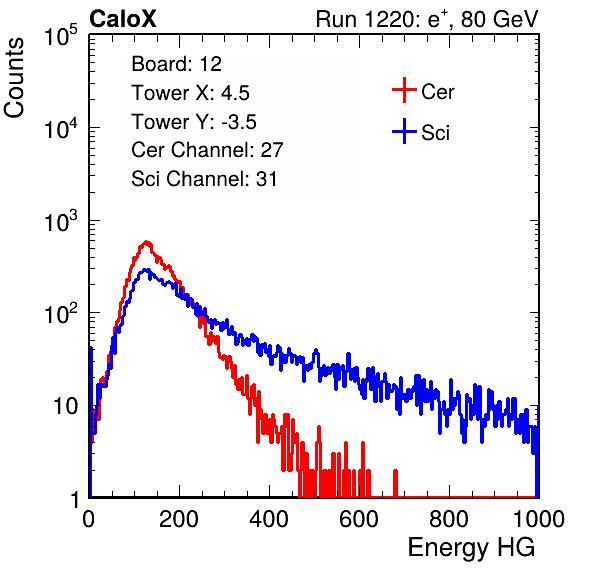 CaloX Run 1220: e⁺, 80 GeV
Counts
10⁵
10⁴
10³
10²
10
1
Board: 12
Tower X: 4.5
Tower Y: -3.5
Cer Channel: 27
Sci Channel: 31
Cer
Sci
0 200 400 600 800 1000
Energy HG